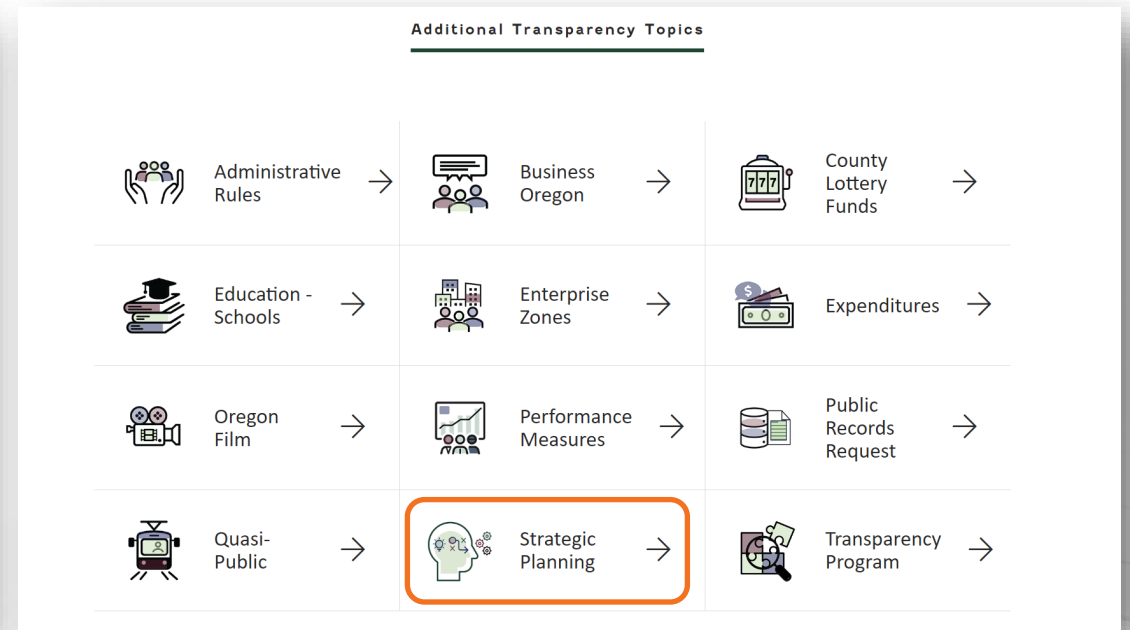 Additional Transparency Topics
Administrative
Rules
Business
Oregon
County
Lottery
Funds
777
Education -
Schools
Enterprise
Zones
$
Expenditures
Oregon
Film
Performance
Measures
Public
Records
Request
Quasi-
Public
Strategic
Planning
Transparency
Program